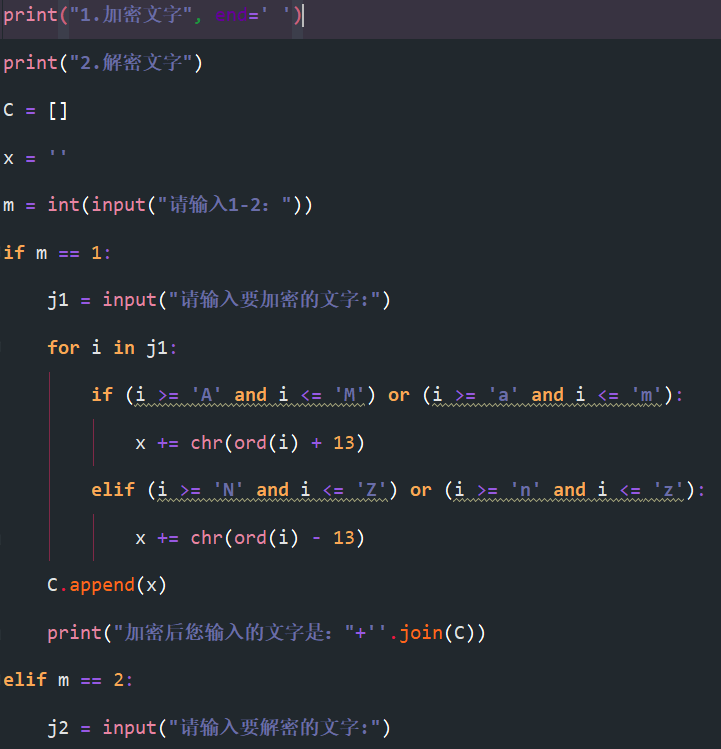 print("1.加密文字", end=' ')
print("2.解密文字")
C = []
x = ''
m = int(input("请输入1-2："))
if m == 1:
    j1 = input("请输入要加密的文字:")
    for i in j1:
        if (i >= 'A' and i <= 'M') or (i >= 'a' and i <= 'm'):
            x += chr(ord(i) + 13)
        elif (i >= 'N' and i <= 'Z') or (i >= 'n' and i <= 'z'):
            x += chr(ord(i) - 13)
    C.append(x)
    print("加密后您输入的文字是："+''.join(C))
elif m == 2:
    j2 = input("请输入要解密的文字:")